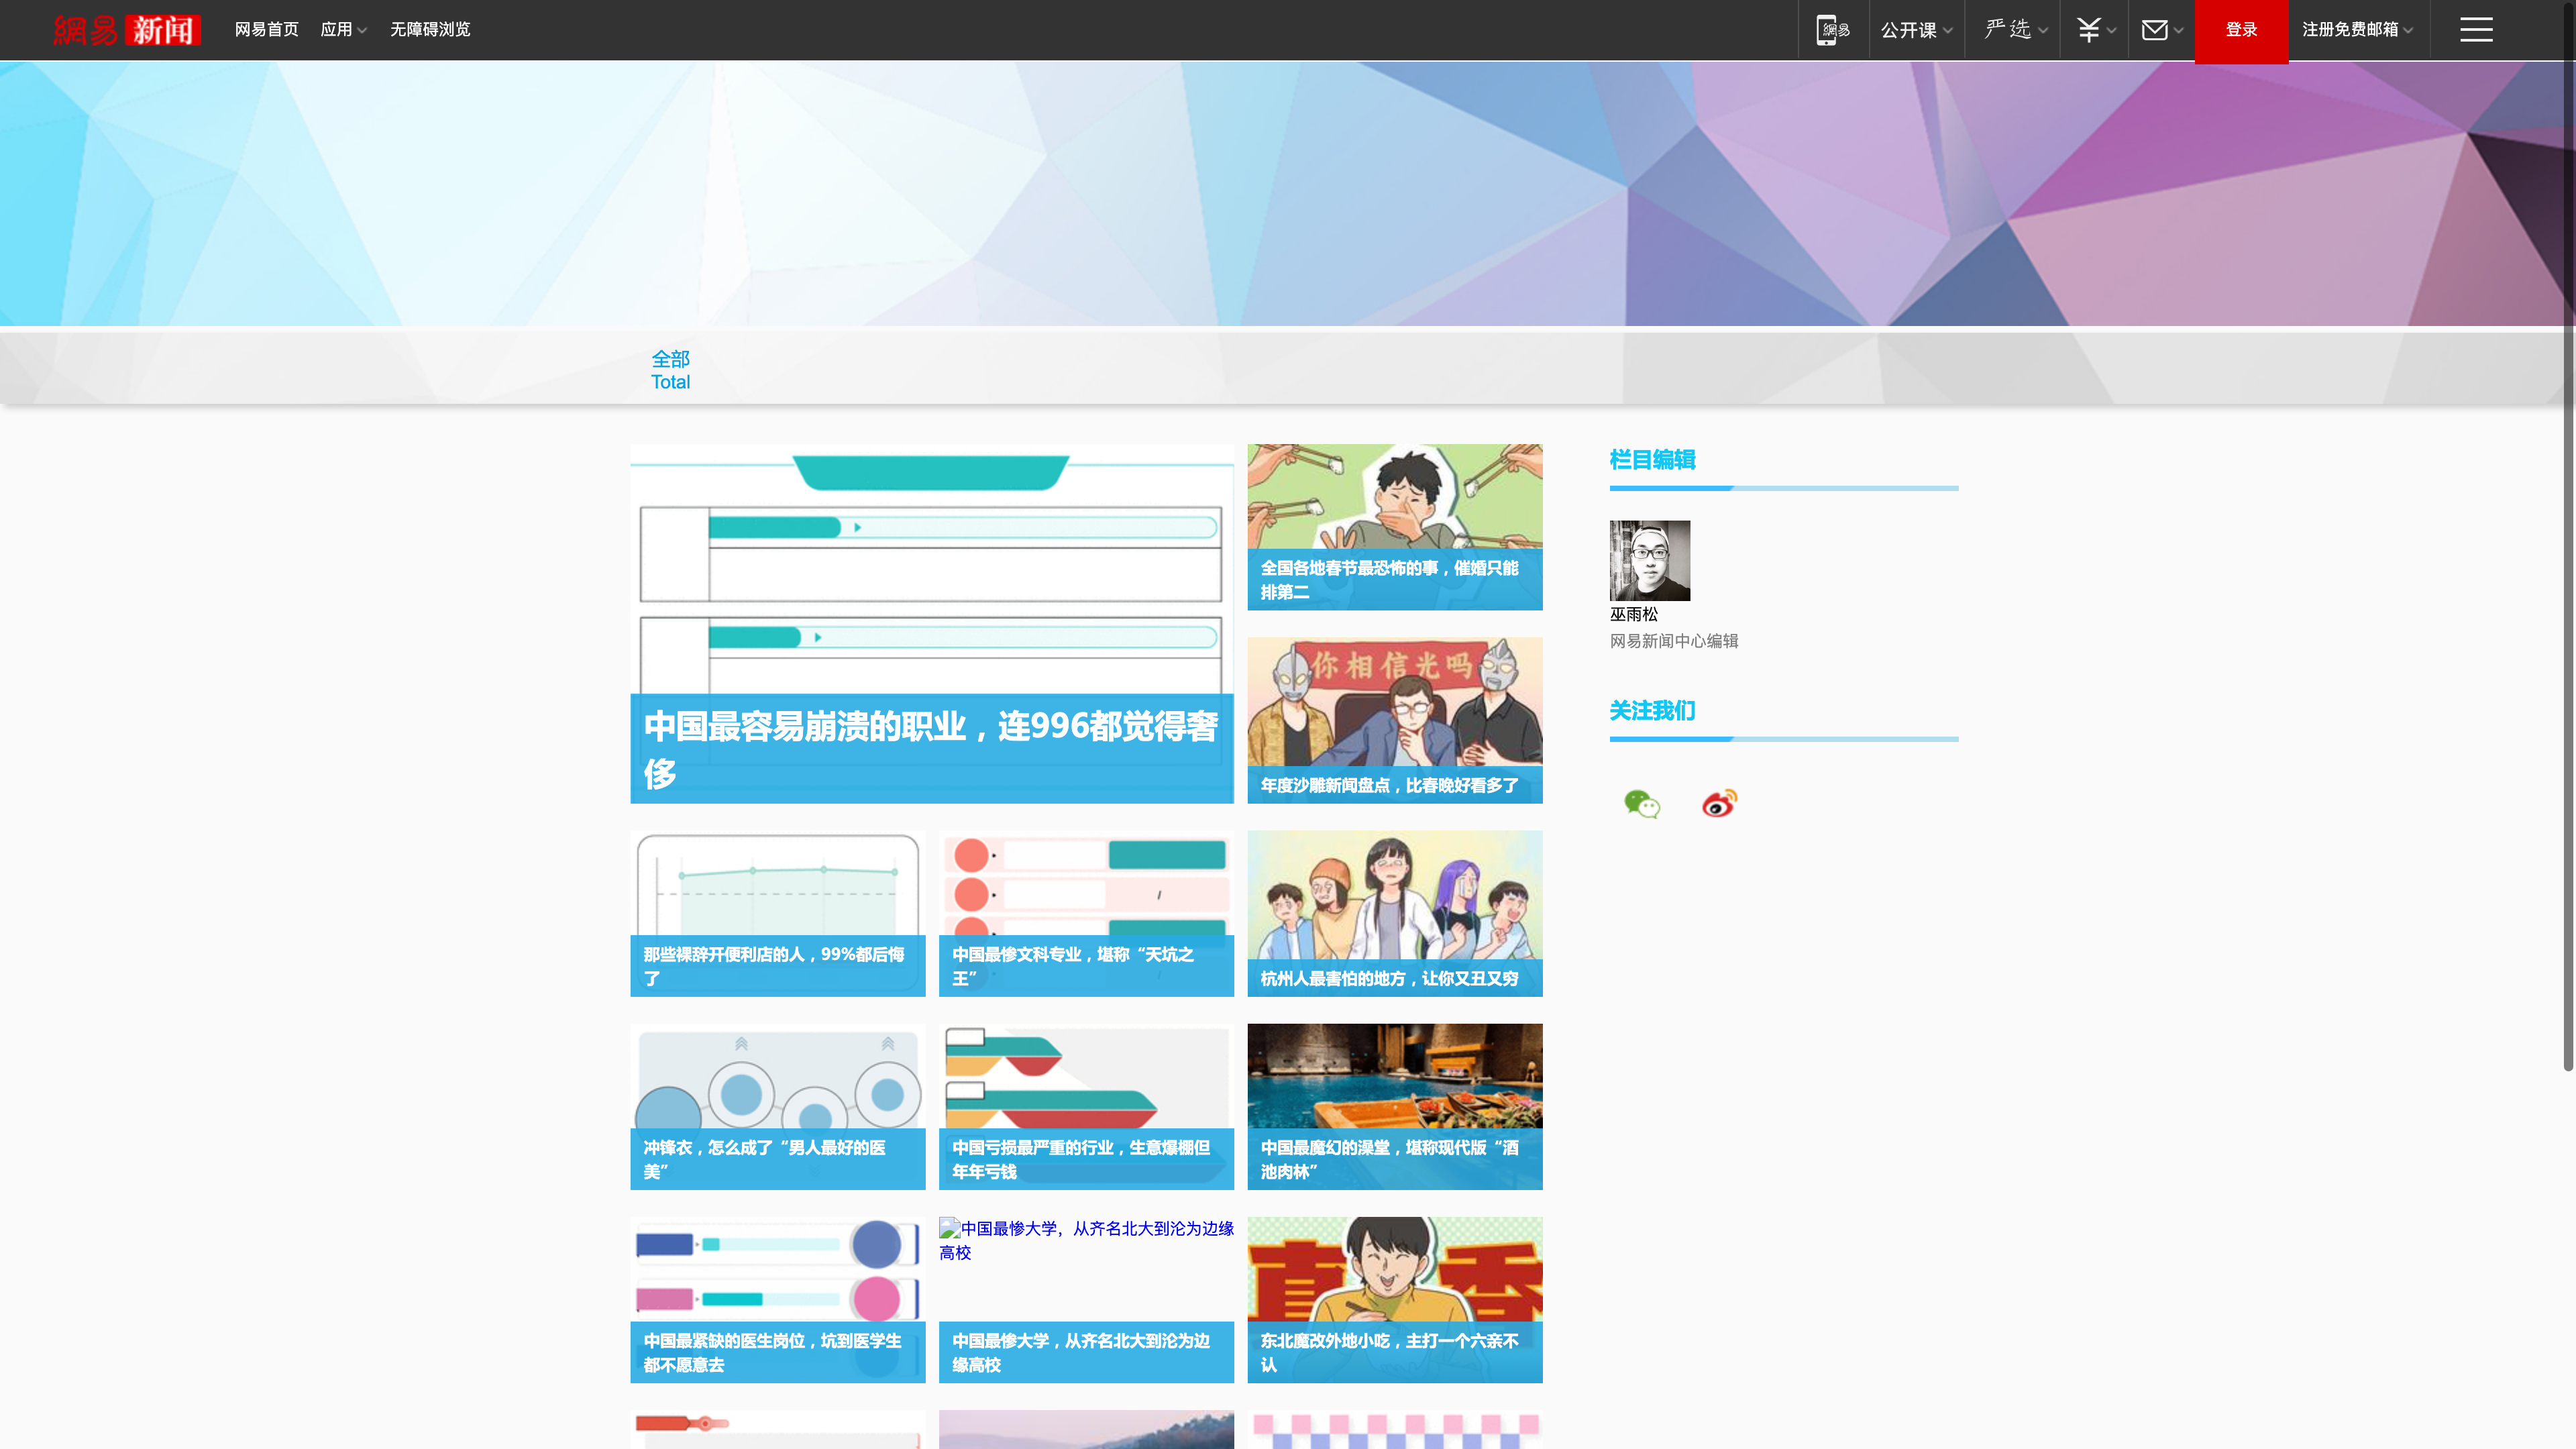 網易 新闻
网易首页
应用
无障碍浏览
網易
公开课
严选
登录
注册免费邮箱
全部
Total
中国最容易崩溃的职业，连996都觉得奢
侈
全国各地春节最恐怖的事，催婚只能
排第二
你相信光吗
年度沙雕新闻盘点，比春晚好看多了
栏目编辑
巫雨松
网易新闻中心编辑
关注我们
那些裸辞开便利店的人，99%都后悔
了
中国最惨文科专业，堪称“天坑之
王”
杭州人最害怕的地方，让你又丑又穷
冲锋衣，怎么成了“男人最好的医
美”
中国亏损最严重的行业，生意爆棚但
年年亏钱
中国最魔幻的澡堂，堪称现代版“酒
池肉林”
中国最紧缺的医生岗位，坑到医学生
都不愿意去
中国最惨大学，从齐名北大到沦为边缘
高校
中国最惨大学，从齐名北大到沦为边
缘高校
真香
东北魔改外地小吃，主打一个六亲不
认